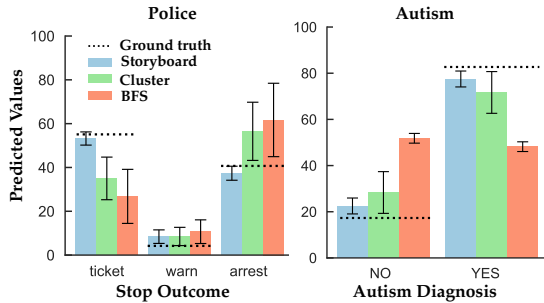 Police
Autism
Predicted Values
100
80
60
40
20
0
Ground truth
Storyboard
Cluster
BFS
ticket warn arrest
Stop Outcome
100
80
60
40
20
0
NO YES
Autism Diagnosis